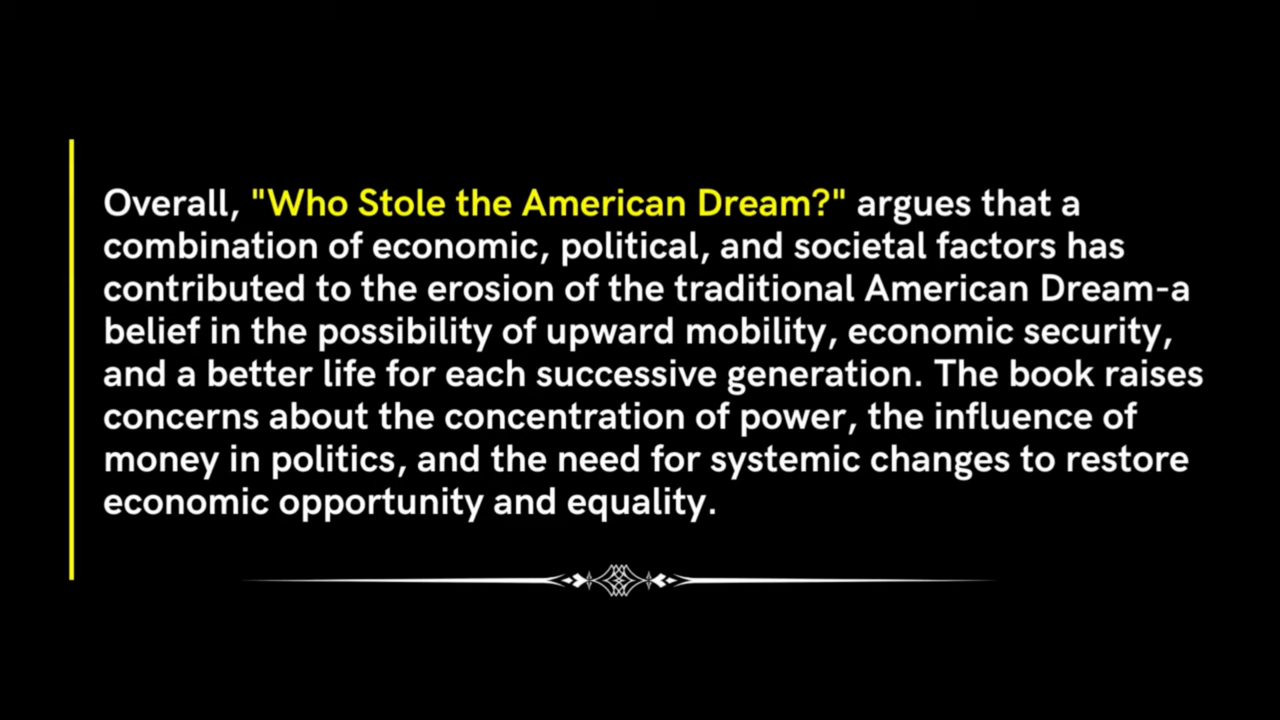 Overall, "Who Stole the American Dream?" argues that a
combination of economic, political, and societal factors has
contributed to the erosion of the traditional American Dream-a
belief in the possibility of upward mobility, economic security,
and a better life for each successive generation. The book raises
concerns about the concentration of power, the influence of
money in politics, and the need for systemic changes to restore
economic opportunity and equality.